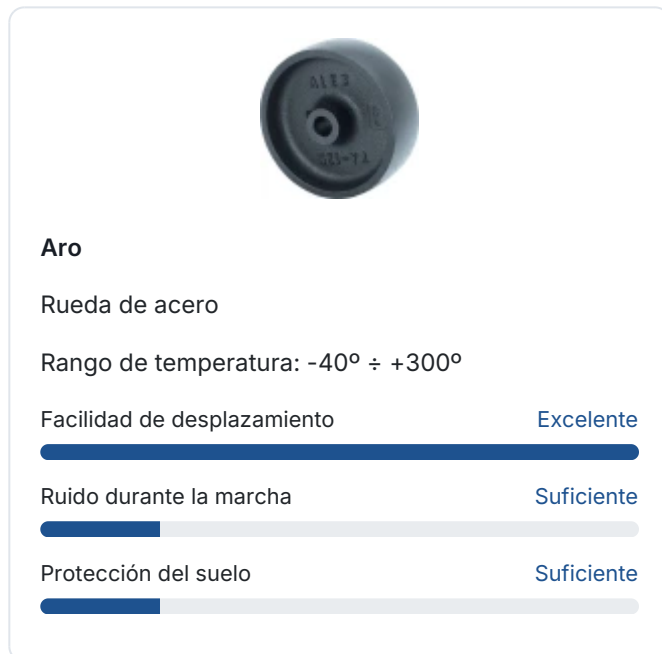 ALEX
Aro
Rueda de acero
Rango de temperatura: -40º ÷ +300º
Facilidad de desplazamiento
Excelente
Ruido durante la marcha
Suficiente
Protección del suelo
Suficiente